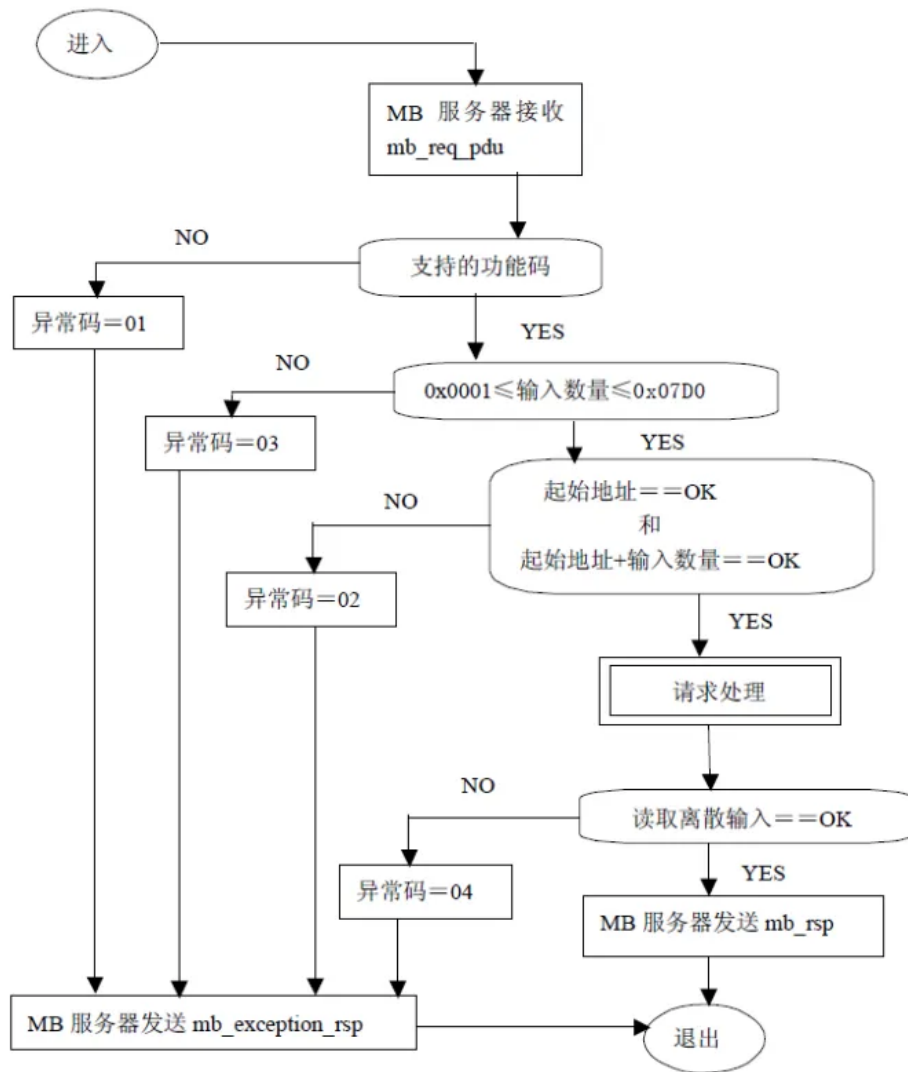 进入
MB 服务器接收
mb_req_pdu
NO
支持的功能码
异常码＝01
YES
NO
0x0001≤输入数量≤0x07D0
异常码＝03
YES
起始地址＝＝OK
NO
和
起始地址+输入数量＝＝OK
异常码＝02
YES
请求处理
NO
读取离散输入＝＝OK
异常码＝04
YES
MB 服务器发送 mb_rsp
MB 服务器发送 mb_exception_rsp
退出